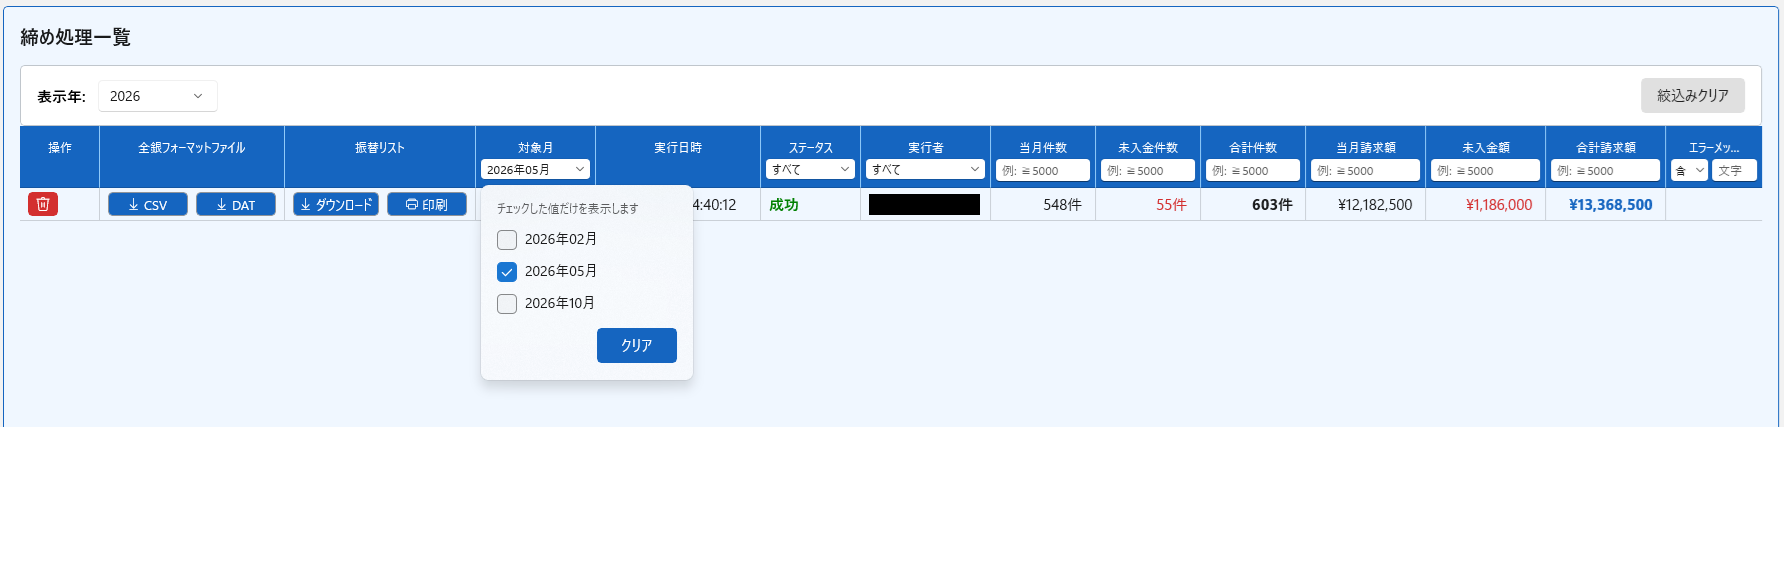 締め処理一覧
表示年: 2026 絞込みクリア
操作 全銀フォーマットファイル 振替リスト 対象月 実行日時 ステータス 実行者 当月件数 未入金件数 合計件数 当月請求額 未入金額 合計請求額 エラーメッ...
2026年05月 すべて すべて 例: ≧5000 例: ≧5000 例: ≧5000 例: ≧5000 例: ≧5000 例: ≧5000 含 文字
CSV DAT ダウンロード 印刷 4:40:12 成功 548件 55件 603件 ¥12,182,500 ¥1,186,000 ¥13,368,500
チェックした値だけを表示します
2026年02月
2026年05月
2026年10月
クリア